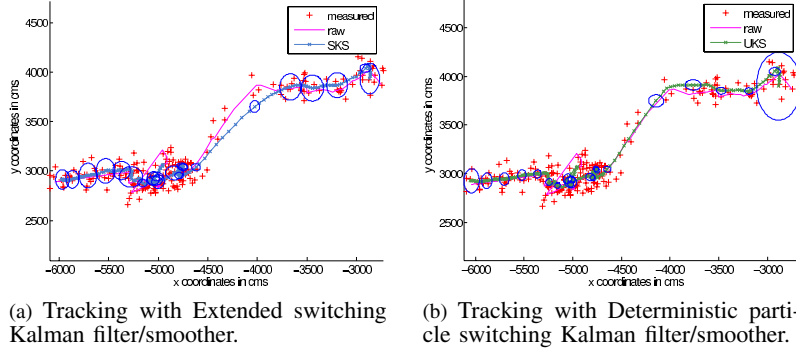 4500
4000
3500
3000
2500
y coordinates in cms
measured
raw
SKS
−6000 −5500 −5000 −4500 −4000 −3500 −3000
x coordinates in cms
(a) Tracking with Extended switching
Kalman filter/smoother.
4500
4000
3500
3000
2500
y coordinates in cms
measured
raw
UKS
−6000 −5500 −5000 −4500 −4000 −3500 −3000
x coordinates in cms
(b) Tracking with Deterministic parti-
cle switching Kalman filter/smoother.